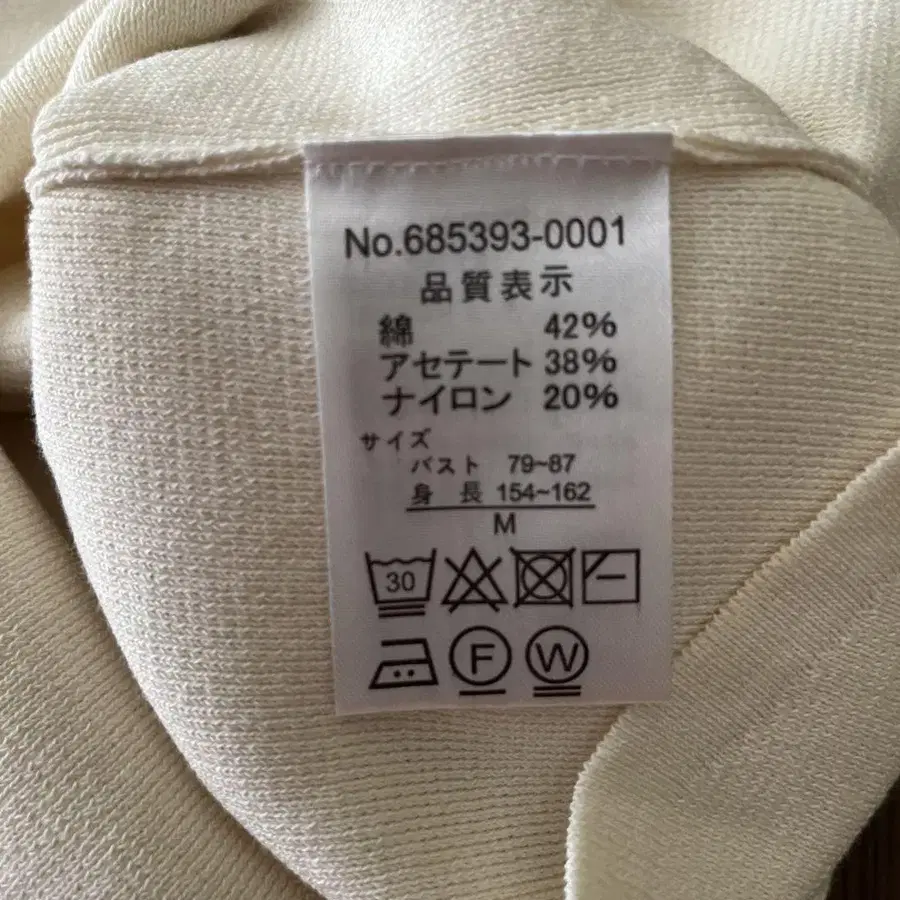 No.685393-0001
品質表示
綿 42%
アセテート 38%
ナイロン 20%
サイズ
バスト 79~87
身長 154~162
M
30
F W